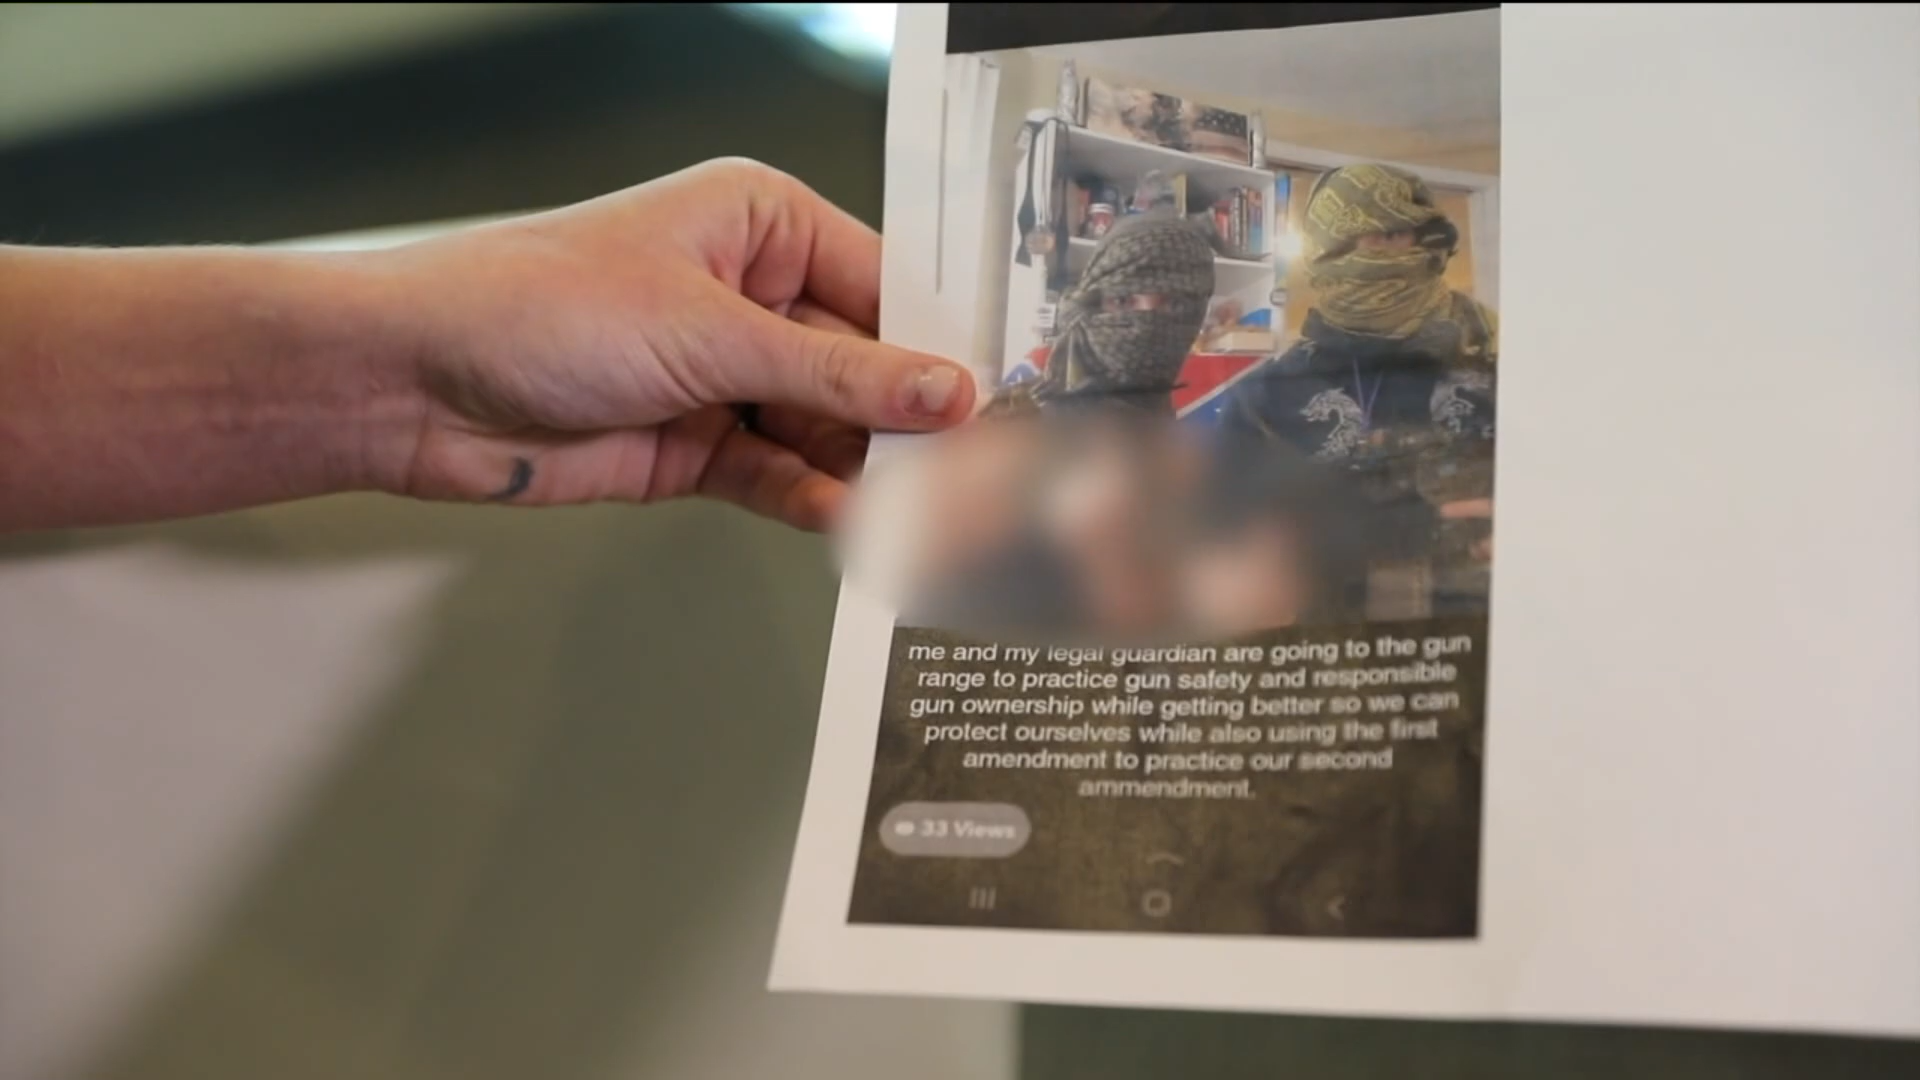 me and my legal guardian are going to the gun
range to practice gun safety and responsible
gun ownership while getting better so we can
protect ourselves while also using the first
amendment to practice our second
ammendment.
33 Views